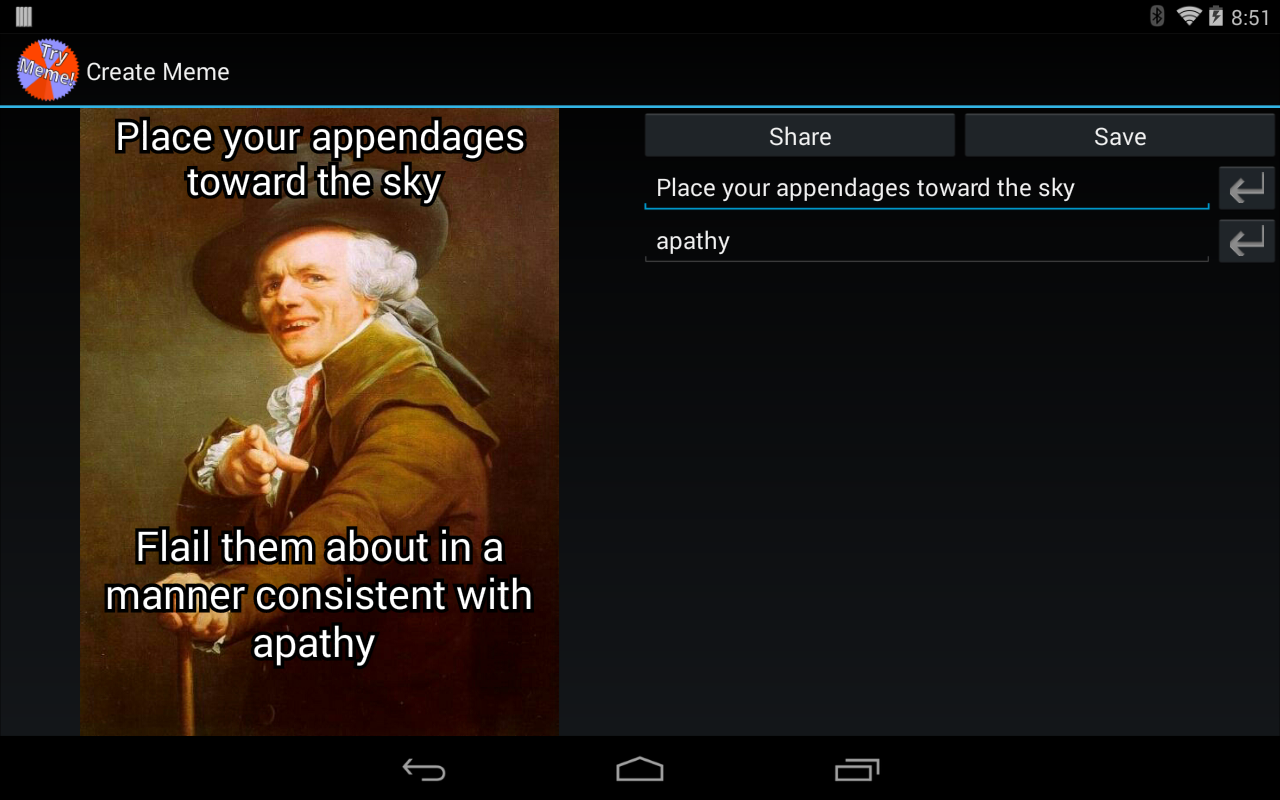 8:51
Try
Meme!
Create Meme
Place your appendages
toward the sky
Flail them about in a
manner consistent with
apathy
Share
Save
Place your appendages toward the sky
apathy